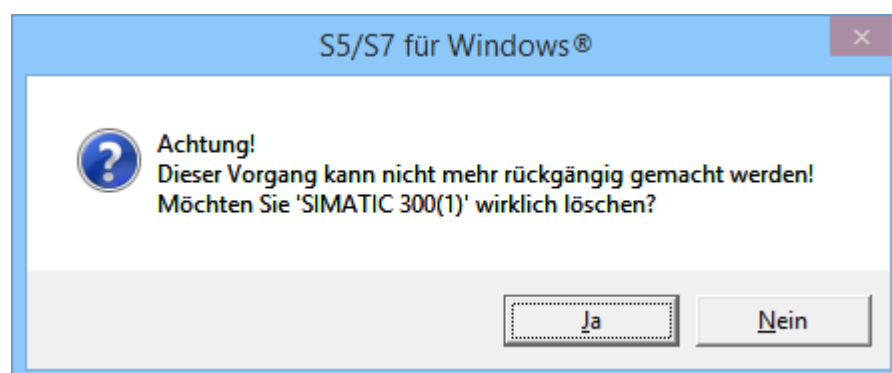 S5/S7 für Windows®
Achtung!
Dieser Vorgang kann nicht mehr rückgängig gemacht werden!
Möchten Sie 'SIMATIC 300(1)' wirklich löschen?
Ja
Nein